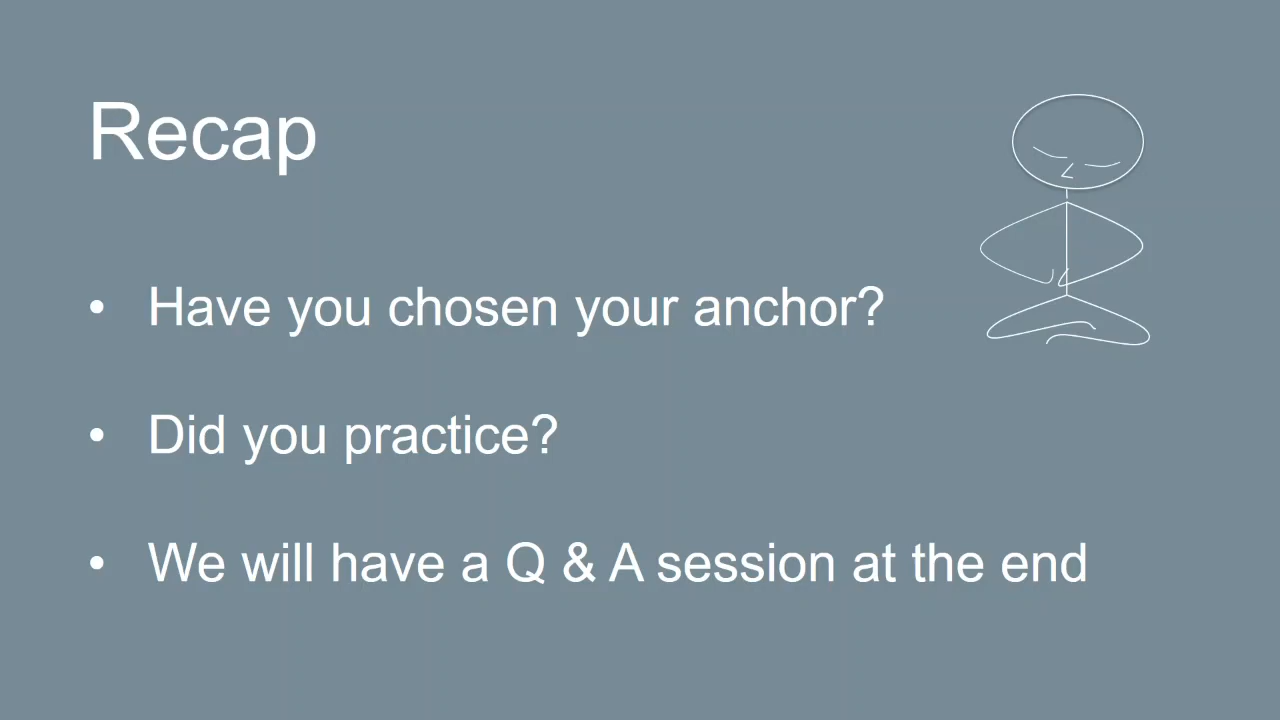 Recap
• Have you chosen your anchor?
• Did you practice?
• We will have a Q & A session at the end